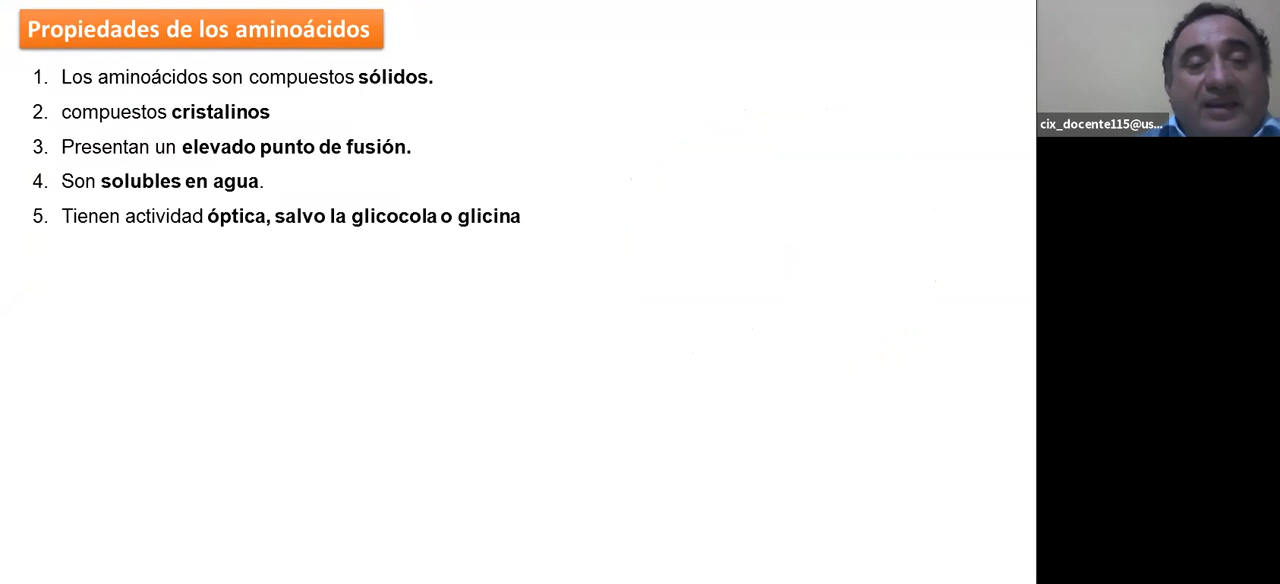 Propiedades de los aminoácidos
1. Los aminoácidos son compuestos sólidos.
2. compuestos cristalinos
3. Presentan un elevado punto de fusión.
4. Son solubles en agua.
5. Tienen actividad óptica, salvo la glicocola o glicina
cix_docente115@us...